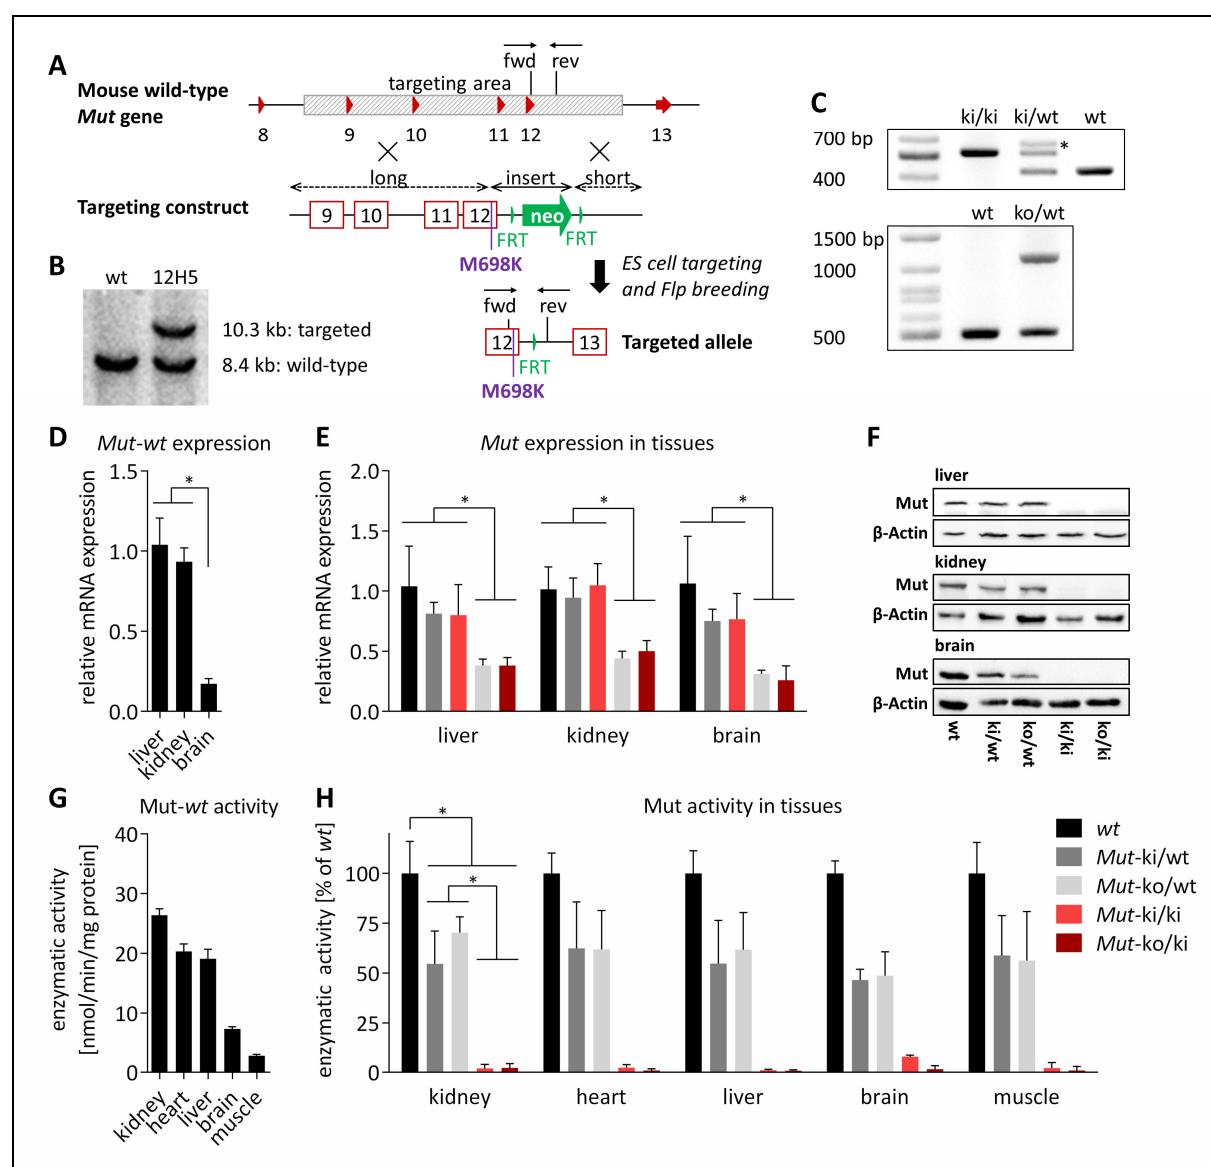 A
Mouse wild-type
Mut gene
targeting area
fwd
rev
8
9
10
11
12
13
long
insert
short
Targeting construct
9
10
11
12
neo
FRT
FRT
M698K
ES cell targeting
and Flp breeding
fwd
rev
12
13
Targeted allele
FRT
M698K
B
wt
12H5
10.3 kb: targeted
8.4 kb: wild-type
C
ki/ki
ki/wt
wt
700 bp
*
400
wt
ko/wt
1500 bp
1000
500
D
Mut-wt expression
relative mRNA expression
1.5
1.0
0.5
0.0
*
liver
kidney
brain
E
Mut expression in tissues
relative mRNA expression
2.0
1.5
1.0
0.5
0.0
*
*
*
liver
kidney
brain
F
liver
Mut
β-Actin
kidney
Mut
β-Actin
brain
Mut
β-Actin
wt
ki/wt
ko/wt
ki/ki
ko/ki
G
Mut-wt activity
enzymatic activity
[nmol/min/mg protein]
40
30
20
10
0
kidney
heart
liver
brain
muscle
H
Mut activity in tissues
enzymatic activity [% of wt]
100
75
50
25
0
*
*
kidney
heart
liver
brain
muscle
wt
Mut-ki/wt
Mut-ko/wt
Mut-ki/ki
Mut-ko/ki